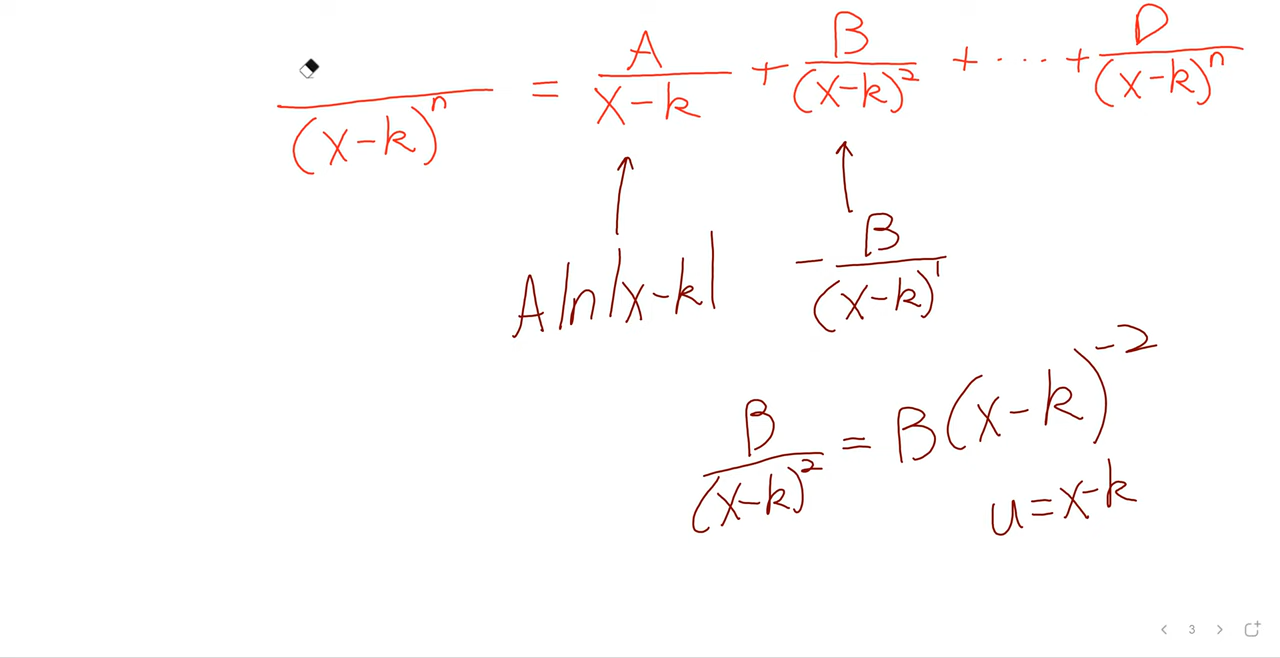 /(x-k)^n = A/(x-k) + B/(x-k)^2 + ... + D/(x-k)^n
A ln|x-k|   - B/(x-k)^1
B/(x-k)^2 = B(x-k)^-2
u=x-k
< 3 >